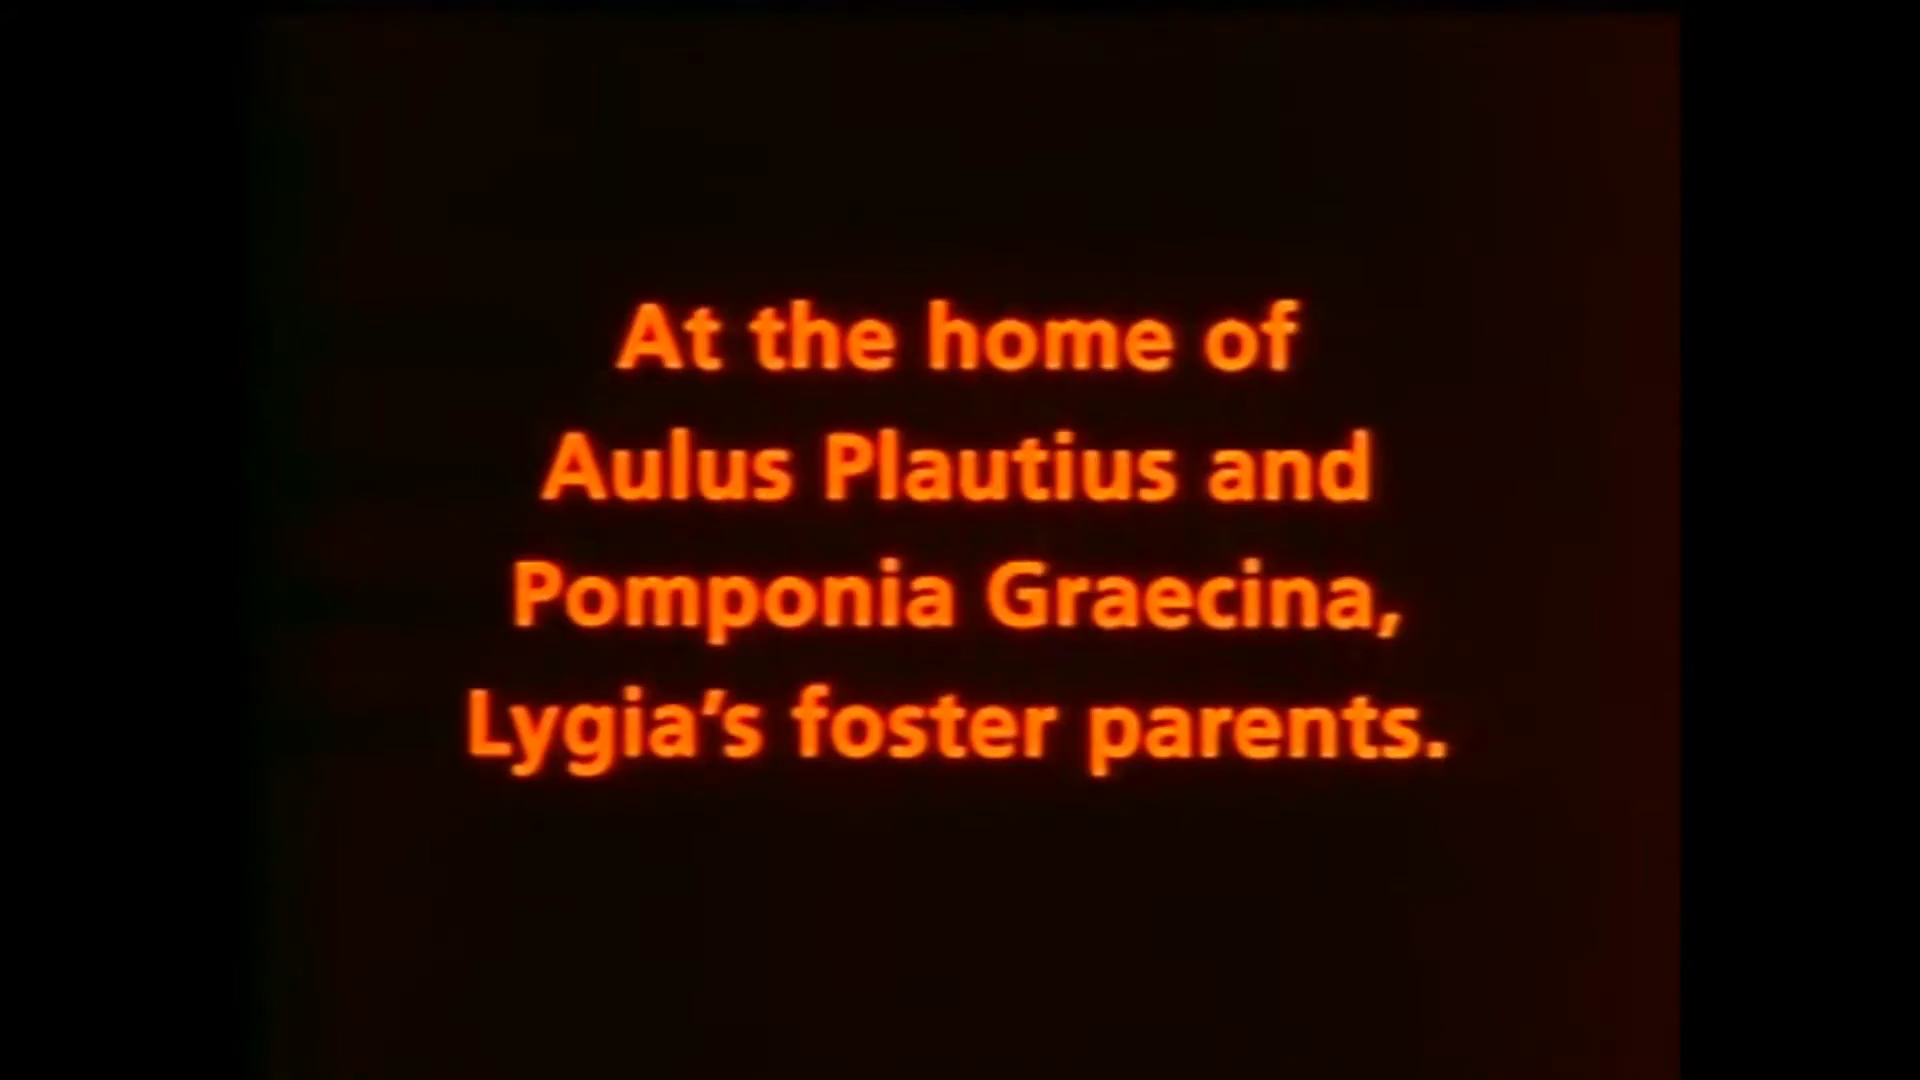 At the home of
Aulus Plautius and
Pomponia Graecina,
Lygia’s foster parents.